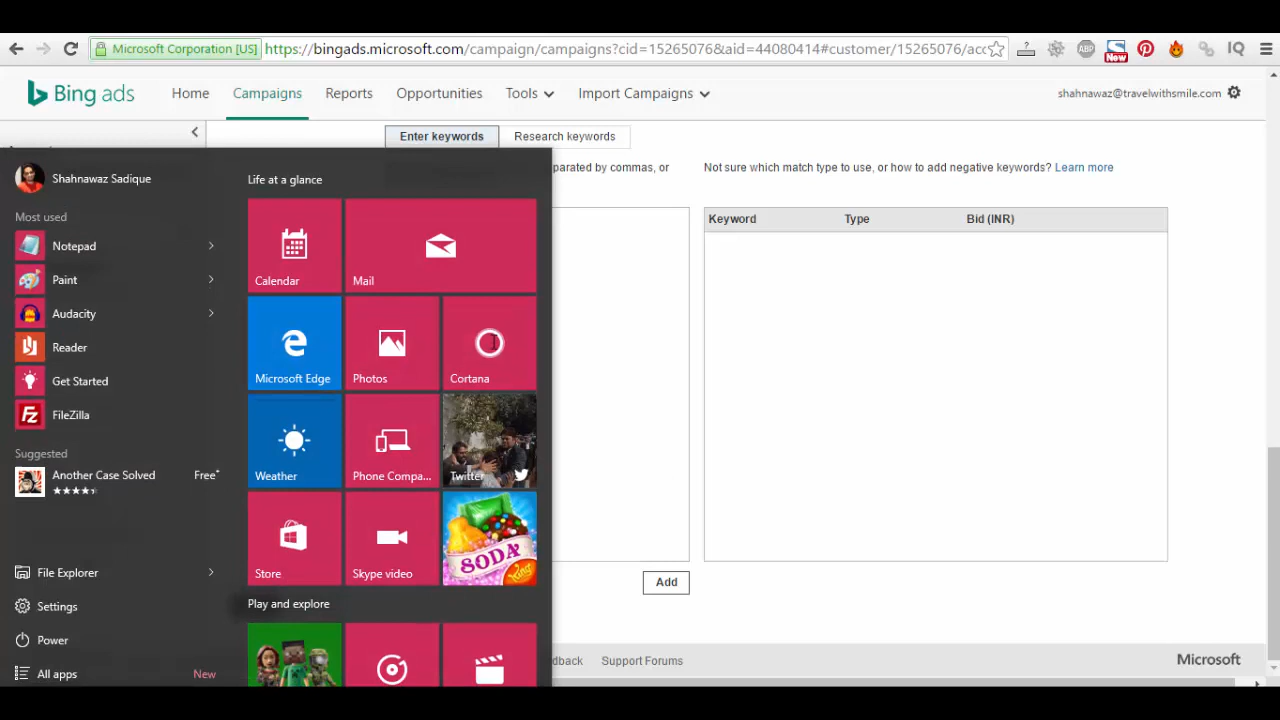 Microsoft Corporation [US]
https://bingads.microsoft.com/campaign/campaigns?cid=15265076&aid=44080414#customer/15265076/acc
ABP
New
IQ
Bing ads
Home
Campaigns
Reports
Opportunities
Tools
Import Campaigns
shahnawaz@travelwithsmile.com
Enter keywords
Research keywords
parated by commas, or
Not sure which match type to use, or how to add negative keywords? Learn more
Keyword
Type
Bid (INR)
Add
dback
Support Forums
Microsoft
Shahnawaz Sadique
Most used
Notepad
Paint
Audacity
Reader
Get Started
FileZilla
Suggested
Another Case Solved
Free*
File Explorer
Settings
Power
All apps
New
Life at a glance
Calendar
Mail
Microsoft Edge
Photos
Cortana
Weather
Phone Compa...
Twitter
Store
Skype video
SODA
King
Play and explore